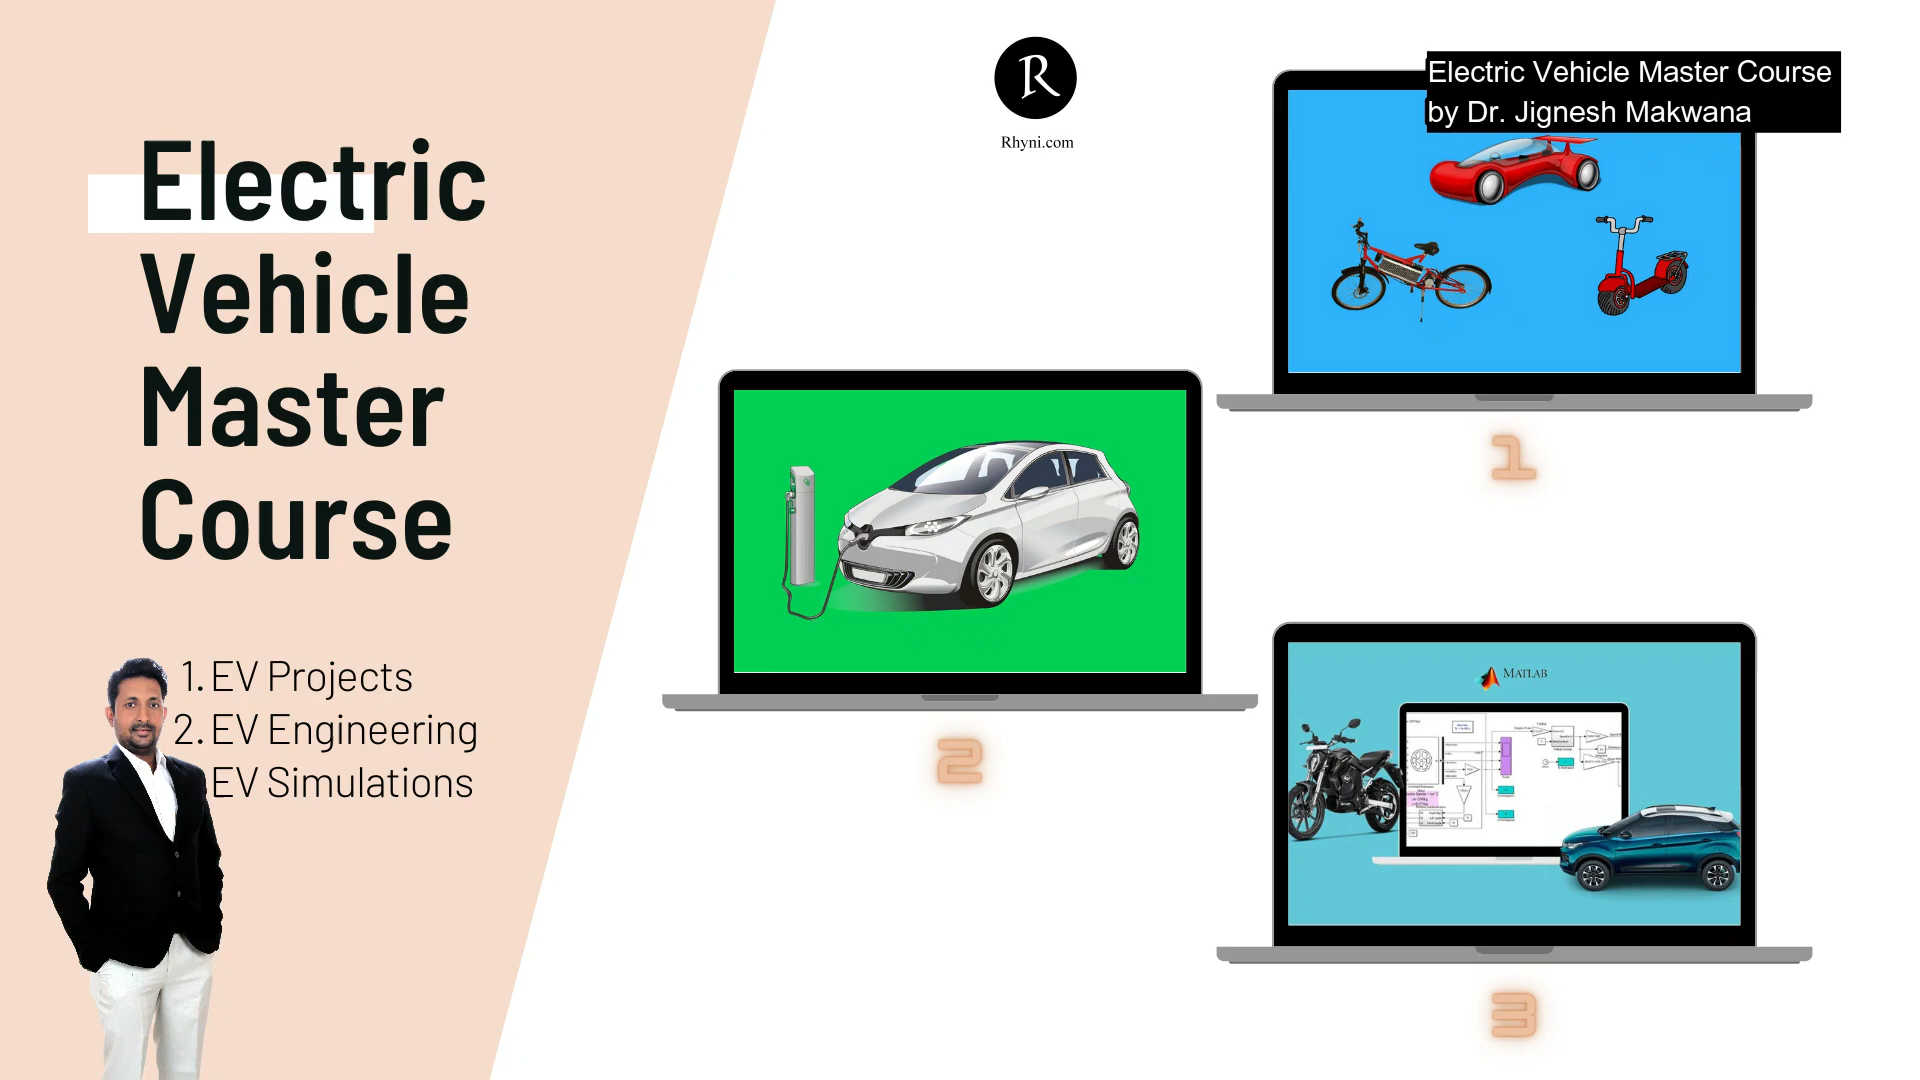 Electric
Vehicle
Master
Course
1. EV Projects
2. EV Engineering
EV Simulations
R
Rhyni.com
Electric Vehicle Master Course
by Dr. Jignesh Makwana
1
2
MATLAB
3